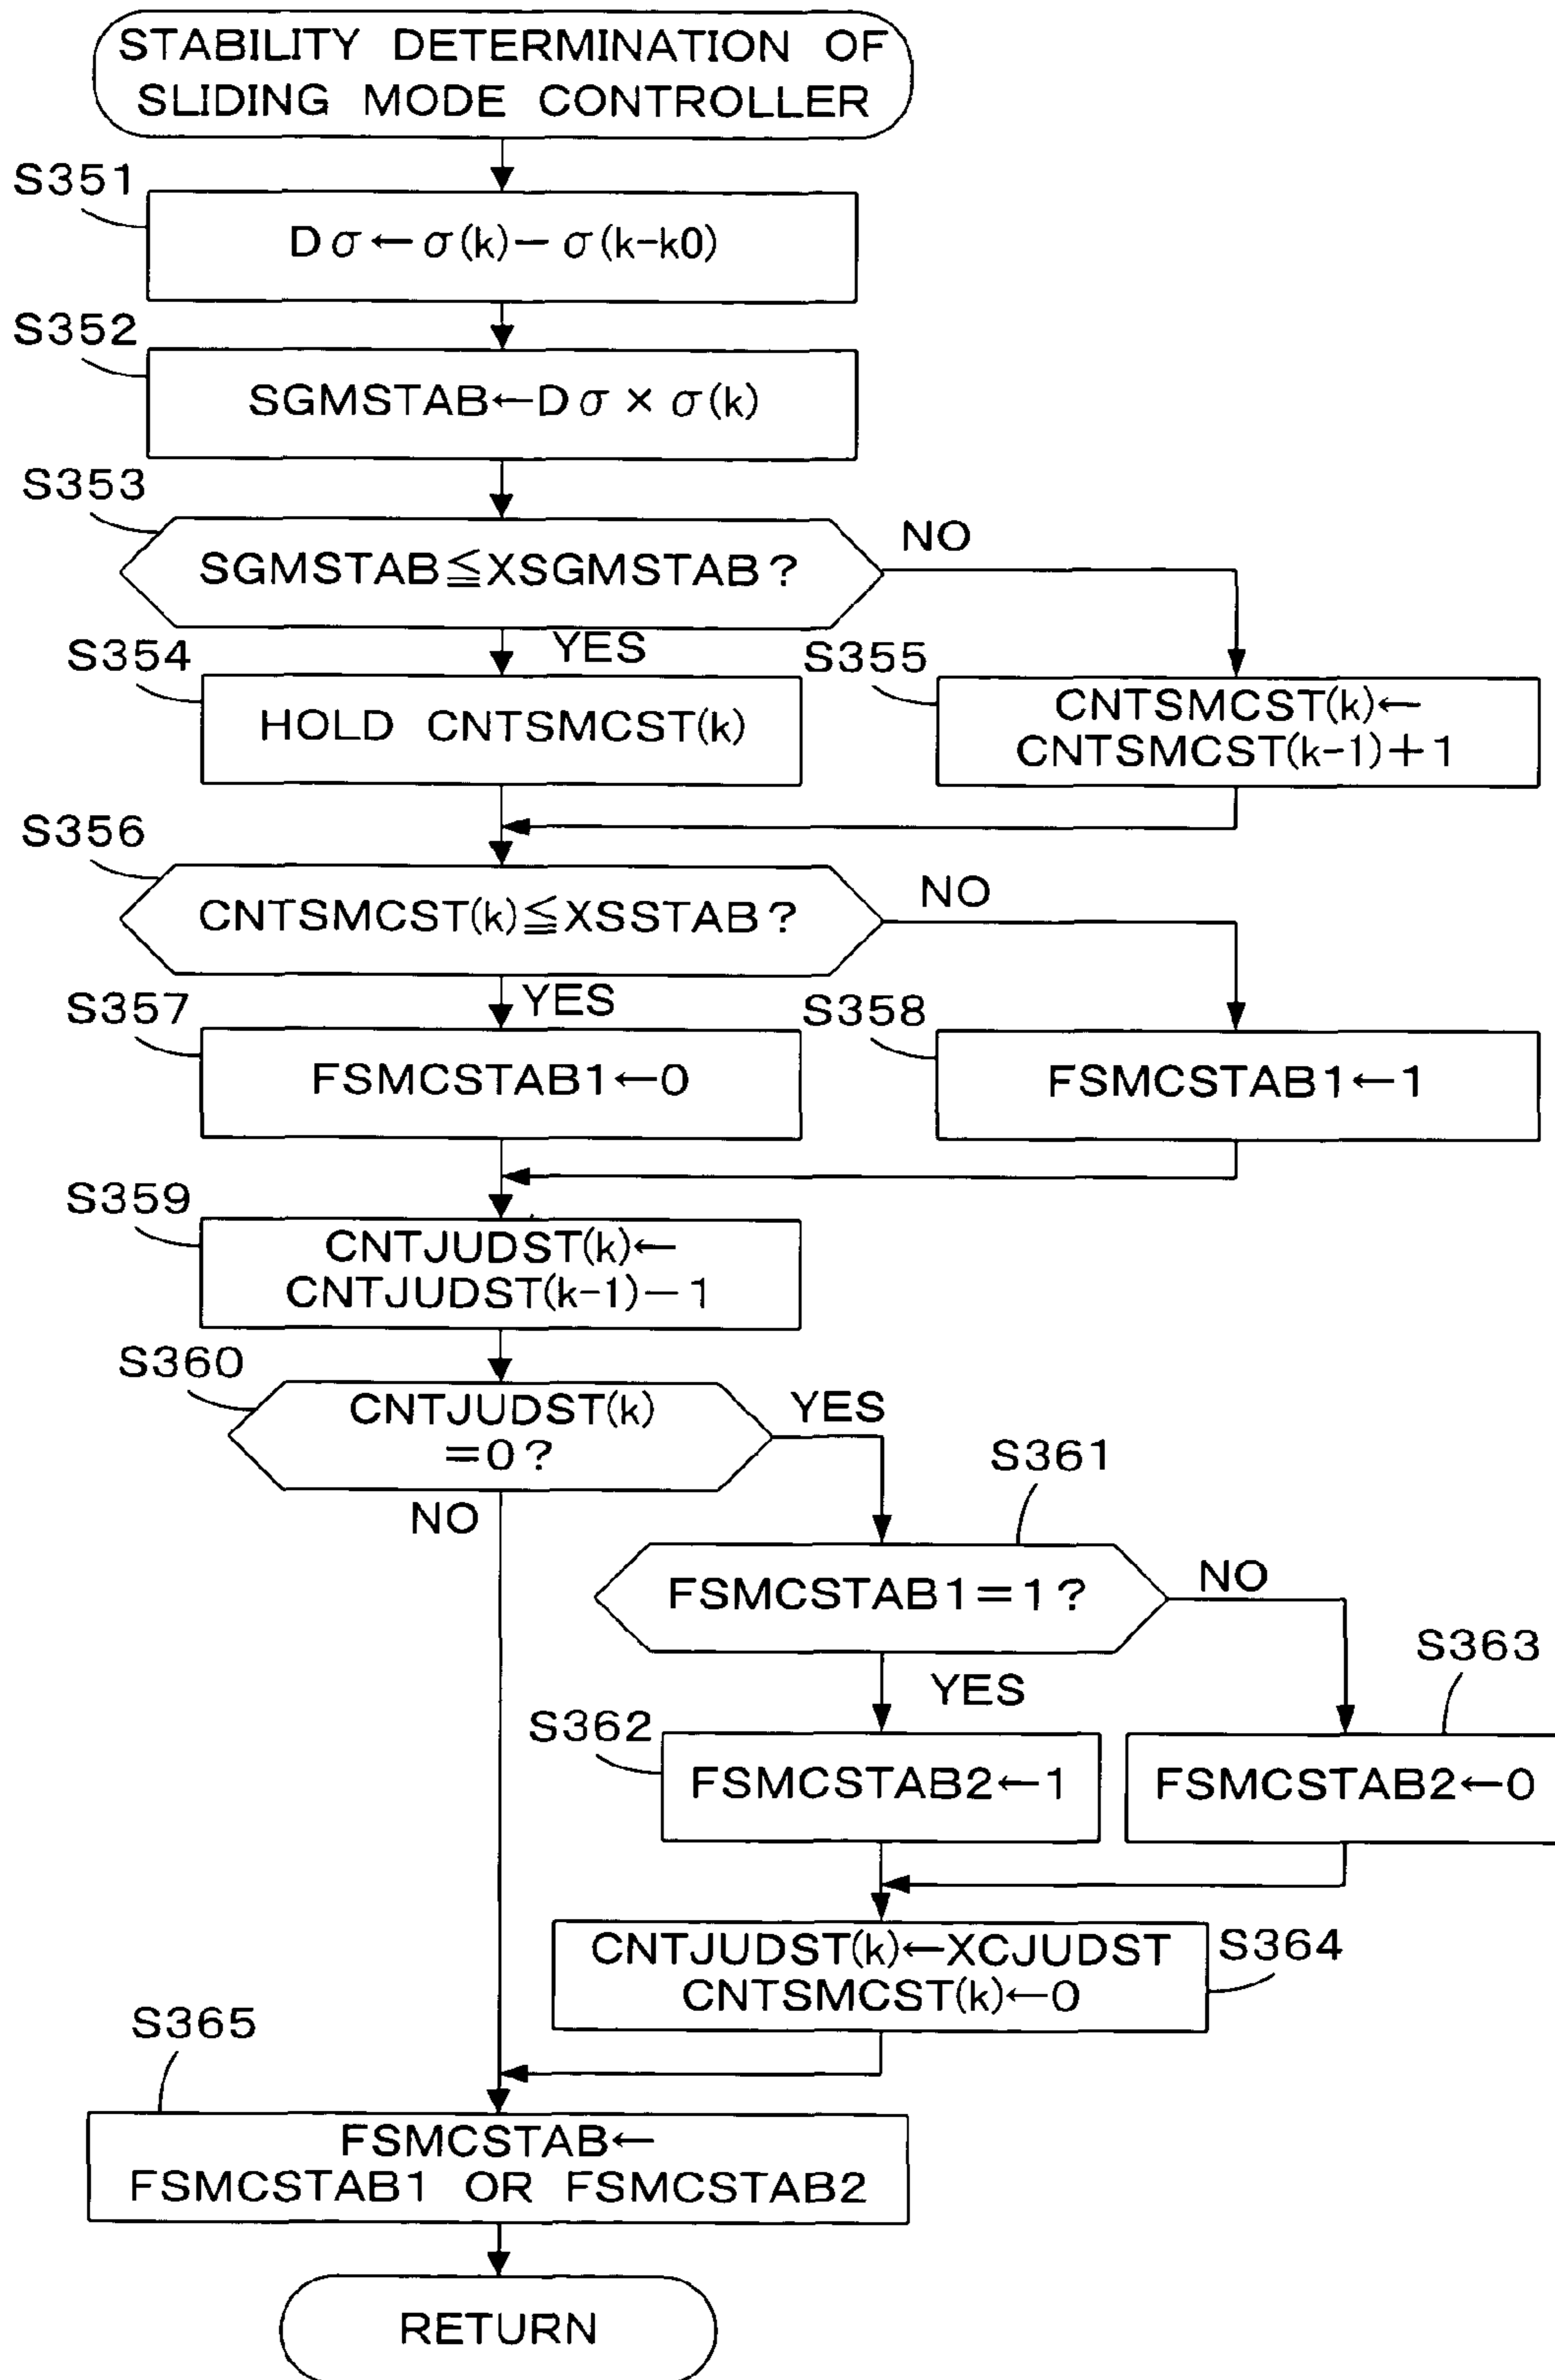 STABILITY DETERMINATION OF
SLIDING MODE CONTROLLER
S351
Dσ←σ(k)−σ(k-k0)
S352
SGMSTAB←Dσ×σ(k)
S353
SGMSTAB≦XSGMSTAB?
NO
YES
S354
HOLD CNTSMCST(k)
S355
CNTSMCST(k)←
CNTSMCST(k-1)+1
S356
CNTSMCST(k)≦XSSTAB?
NO
YES
S357
FSMCSTAB1←0
S358
FSMCSTAB1←1
S359
CNTJUDST(k)←
CNTJUDST(k-1)−1
S360
CNTJUDST(k)
=0?
YES
NO
S361
FSMCSTAB1=1?
NO
YES
S362
FSMCSTAB2←1
S363
FSMCSTAB2←0
CNTJUDST(k)←XCJUDST
CNTSMCST(k)←0
S364
S365
FSMCSTAB←
FSMCSTAB1 OR FSMCSTAB2
RETURN